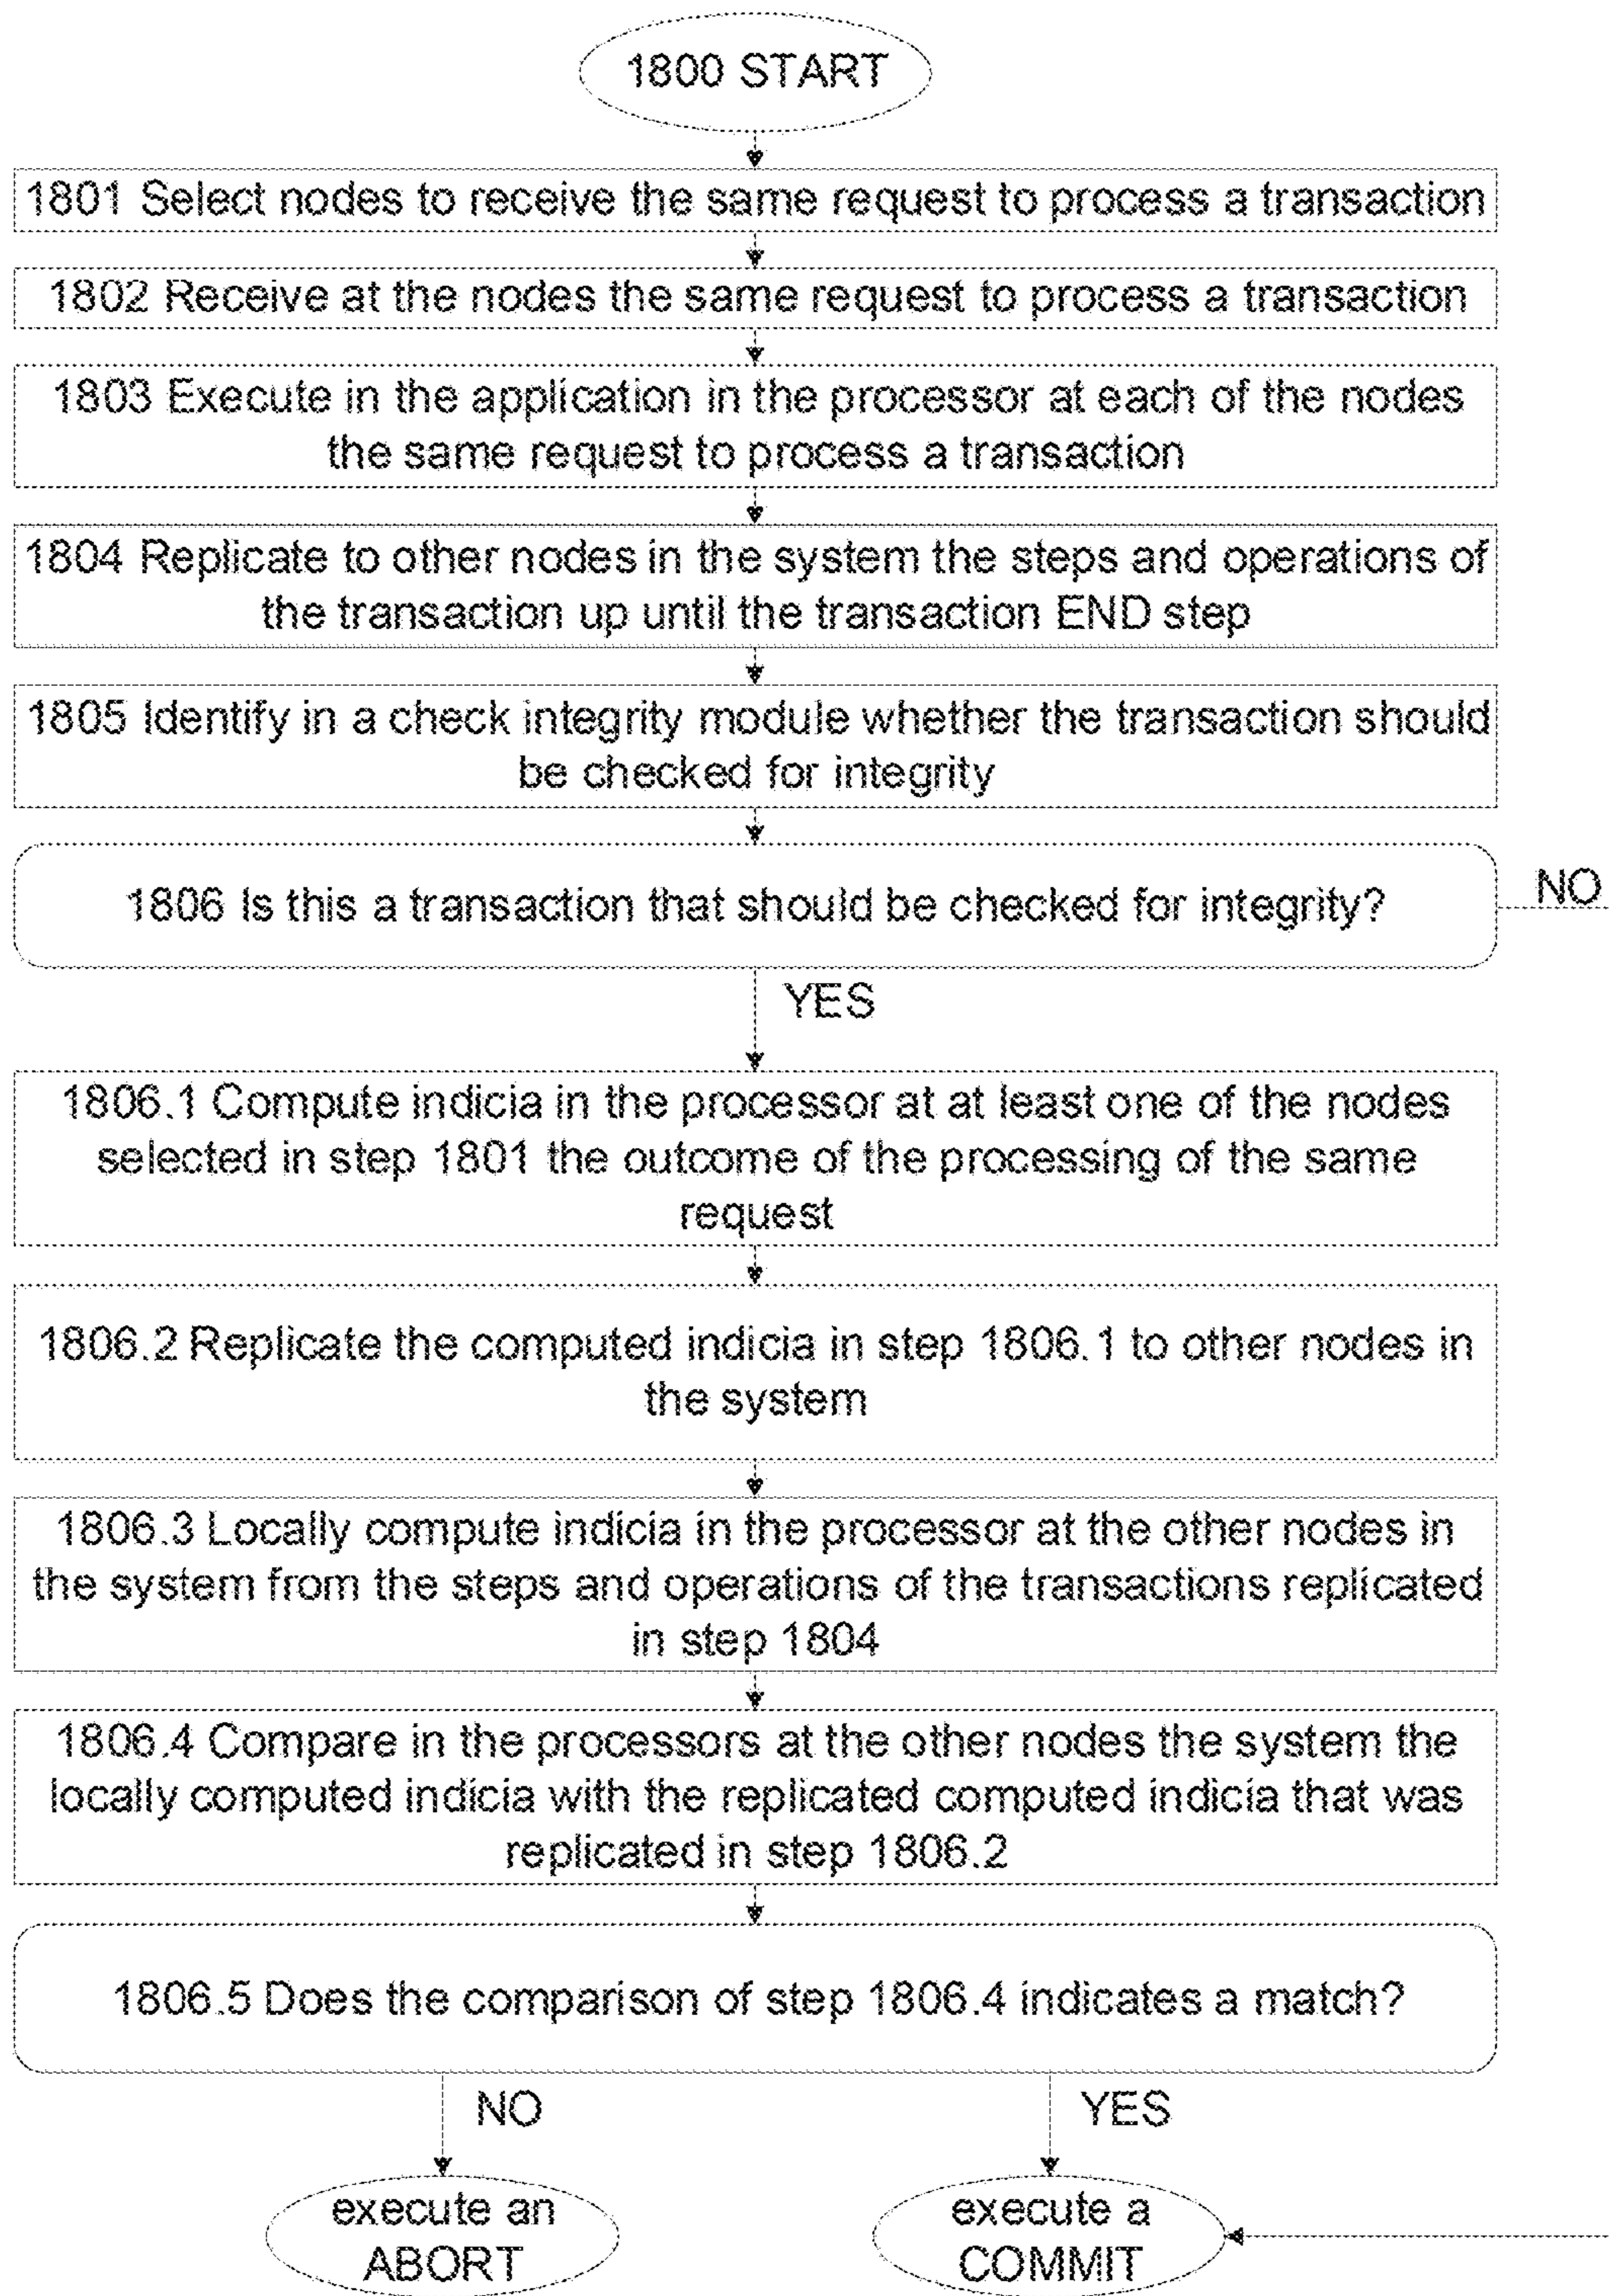 1800 START
1801 Select nodes to receive the same request to process a transaction
1802 Receive at the nodes the same request to process a transaction
1803 Execute in the application in the processor at each of the nodes
the same request to process a transaction
1804 Replicate to other nodes in the system the steps and operations of
the transaction up until the transaction END step
1805 Identify in a check integrity module whether the transaction should
be checked for integrity
1806 Is this a transaction that should be checked for integrity?
NO
YES
1806.1 Compute indicia in the processor at at least one of the nodes
selected in step 1801 the outcome of the processing of the same
request
1806.2 Replicate the computed indicia in step 1806.1 to other nodes in
the system
1806.3 Locally compute indicia in the processor at the other nodes in
the system from the steps and operations of the transactions replicated
in step 1804
1806.4 Compare in the processors at the other nodes the system the
locally computed indicia with the replicated computed indicia that was
replicated in step 1806.2
1806.5 Does the comparison of step 1806.4 indicates a match?
NO
YES
execute an
ABORT
execute a
COMMIT